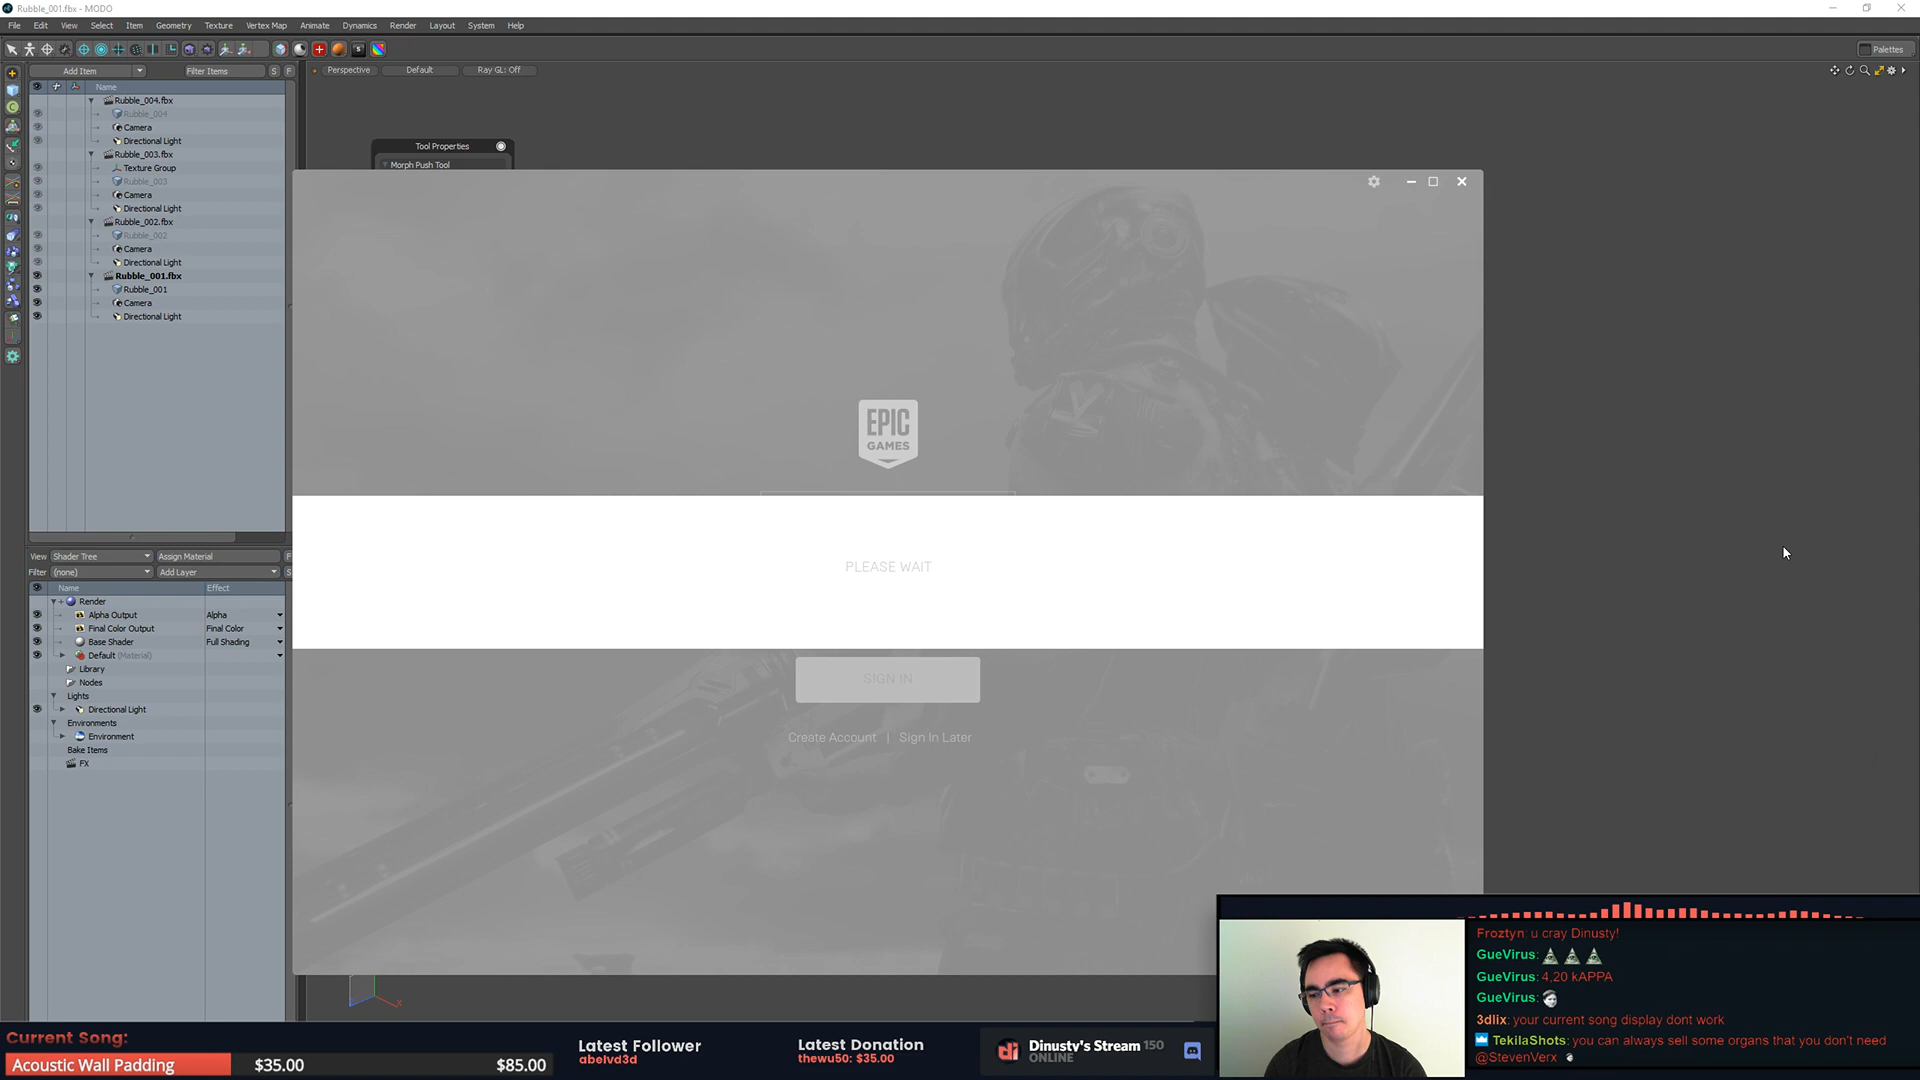 Rubble_001.fbx - MODO
File Edit View Select Item Geometry Texture Vertex Map Animate Dynamics Render Layout System Help
Palettes
Add Item Filter Items S F
Perspective Default Ray GL: Off
Name
Rubble_004.fbx
Rubble_004
Camera
Directional Light
Rubble_003.fbx
Texture Group
Rubble_003
Camera
Directional Light
Rubble_002.fbx
Rubble_002
Camera
Directional Light
Rubble_001.fbx
Rubble_001
Camera
Directional Light
Tool Properties
Morph Push Tool
EPIC
GAMES
PLEASE WAIT
SIGN IN
Create Account | Sign In Later
View Shader Tree Assign Material F
Filter (none) Add Layer S
Name Effect
Render
Alpha Output Alpha
Final Color Output Final Color
Base Shader Full Shading
Default (Material)
Library
Nodes
Lights
Directional Light
Environments
Environment
Bake Items
FX
X
Froztyn: u cray Dinusty!
GueVirus:
GueVirus: 4,20 kAPPA
GueVirus:
3dlix: your current song display dont work
TekilaShots: you can always sell some organs that you don't need
@StevenVerx
Current Song:
Acoustic Wall Padding $35.00 $85.00
Latest Follower
abelvd3d
Latest Donation
thewu50: $35.00
di Dinusty's Stream 150
ONLINE